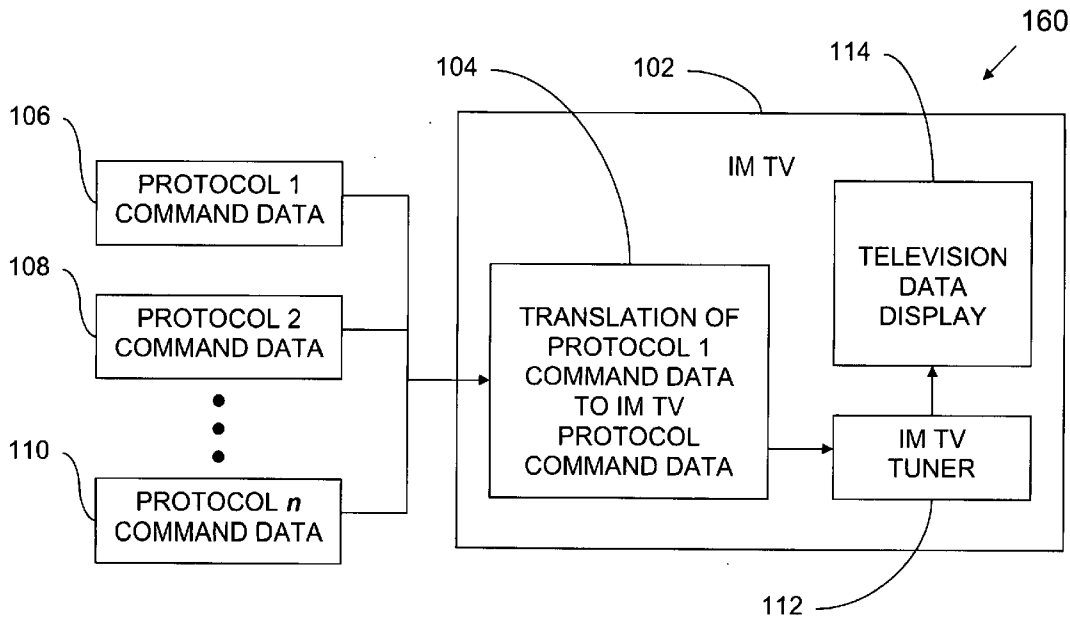 160
114
104
102
106
IM TV
PROTOCOL 1
COMMAND DATA
TELEVISION
DATA
DISPLAY
108
PROTOCOL 2
COMMAND DATA
TRANSLATION OF
PROTOCOL 1
COMMAND DATA
TO IM TV
PROTOCOL
COMMAND DATA
110
IM TV
TUNER
PROTOCOL n
COMMAND DATA
112